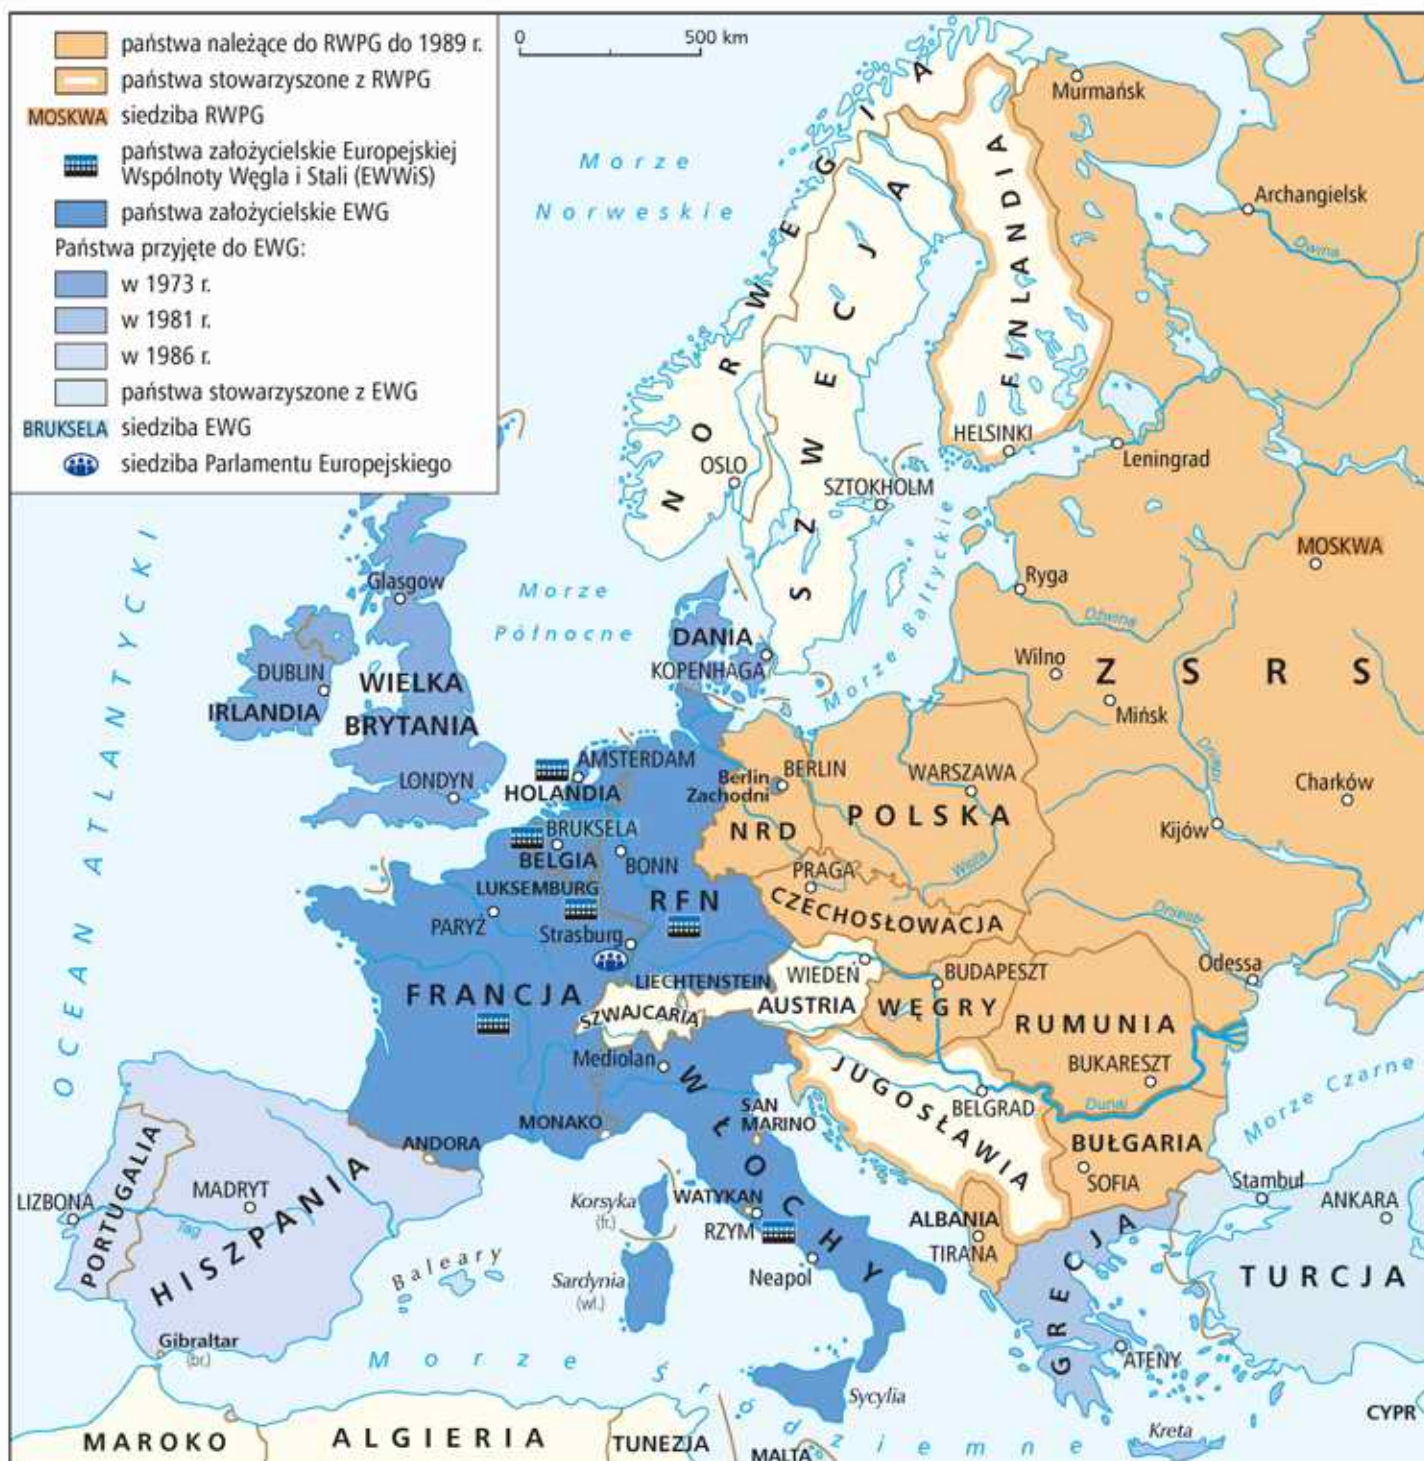 państwa należące do RWPG do 1989 r.
państwa stowarzyszone z RWPG
MOSKWA siedziba RWPG
państwa założycielskie Europejskiej
Wspólnoty Węgla i Stali (EWWiS)
państwa założycielskie EWG
Państwa przyjęte do EWG:
w 1973 r.
w 1981 r.
w 1986 r.
państwa stowarzyszone z EWG
BRUKSELA siedziba EWG
siedziba Parlamentu Europejskiego
0 500 km
Morze
Norweskie
NORWEGIA
SZWECJA
FINLANDIA
Murmańsk
Archangielsk
Dwina
HELSINKI
Leningrad
OSLO
SZTOKHOLM
MOSKWA
OCEAN ATLANTYCKI
Glasgow
Morze
Północne
Morze Bałtyckie
Ryga
Dźwina
DANIA
KOPENHAGA
Wilno
ZSRS
Mińsk
DUBLIN
IRLANDIA
WIELKA
BRYTANIA
LONDYN
AMSTERDAM
HOLANDIA
Berlin
Zachodni
BERLIN
WARSZAWA
POLSKA
Wisła
Dniepr
Charków
Kijów
NRD
BRUKSELA
BELGIA
BONN
LUKSEMBURG
RFN
PRAGA
CZECHOSŁOWACJA
Dniestr
PARYŻ
Strasburg
Odessa
FRANCJA
LIECHTENSTEIN
SZWAJCARIA
WIEDEŃ
AUSTRIA
BUDAPESZT
WĘGRY
RUMUNIA
BUKARESZT
Mediolan
WŁOCHY
JUGOSŁAWIA
BELGRAD
Dunaj
Morze Czarne
MONAKO
SAN
MARINO
ANDORA
BUŁGARIA
SOFIA
PORTUGALIA
LIZBONA
MADRYT
Tag
HISZPANIA
Korsyka
(fr.)
WATYKAN
RZYM
ALBANIA
TIRANA
Stambuł
ANKARA
TURCJA
Baleary
Sardynia
(wł.)
Neapol
GRECJA
ATENY
Gibraltar
(br.)
Morze Śródziemne
Sycylia
Kreta
CYPR
MAROKO
ALGIERIA
TUNEZJA
MALTA